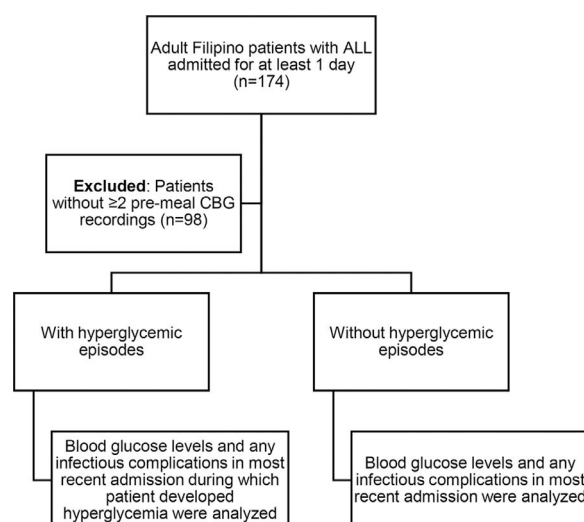 Adult Filipino patients with ALL
admitted for at least 1 day
(n=174)
Excluded: Patients
without ≥2 pre-meal CBG
recordings (n=98)
With hyperglycemic
episodes
Without hyperglycemic
episodes
Blood glucose levels and any
infectious complications in most
recent admission during which
patient developed
hyperglycemia were analyzed
Blood glucose levels and any
infectious complications in most
recent admission were analyzed